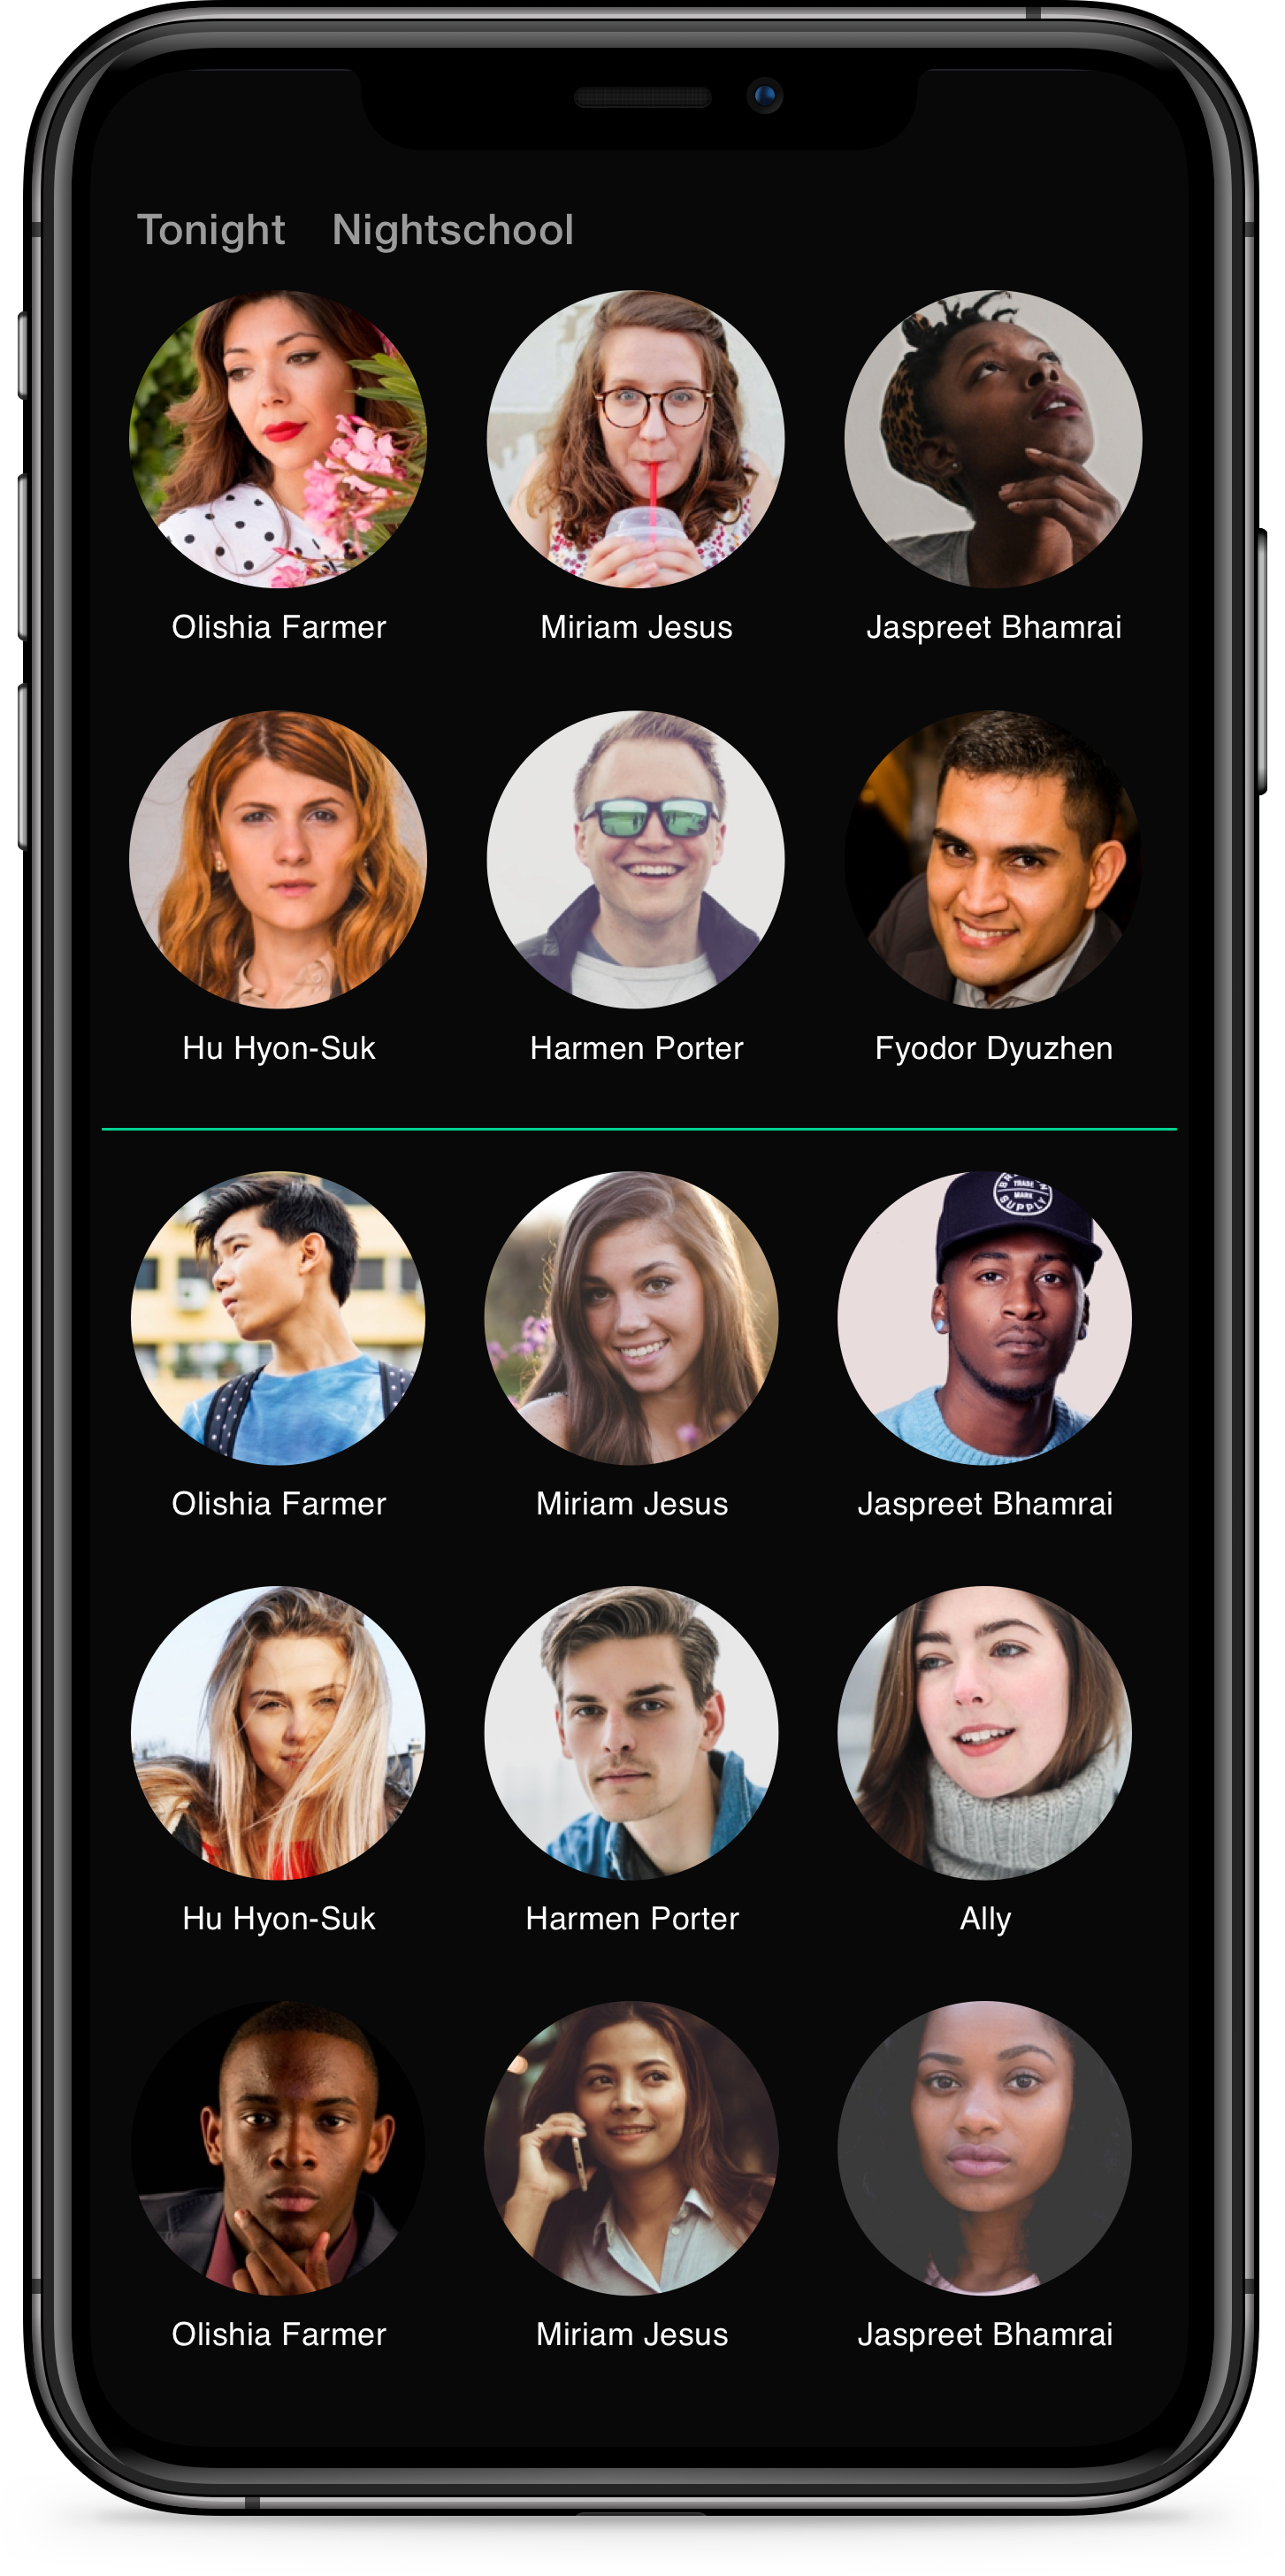 Tonight Nightschool
Olishia Farmer Miriam Jesus Jaspreet Bhamrai
Hu Hyon-Suk Harmen Porter Fyodor Dyuzhen
TRADE
MARK
SUPPLY
Olishia Farmer Miriam Jesus Jaspreet Bhamrai
Hu Hyon-Suk Harmen Porter Ally
Olishia Farmer Miriam Jesus Jaspreet Bhamrai